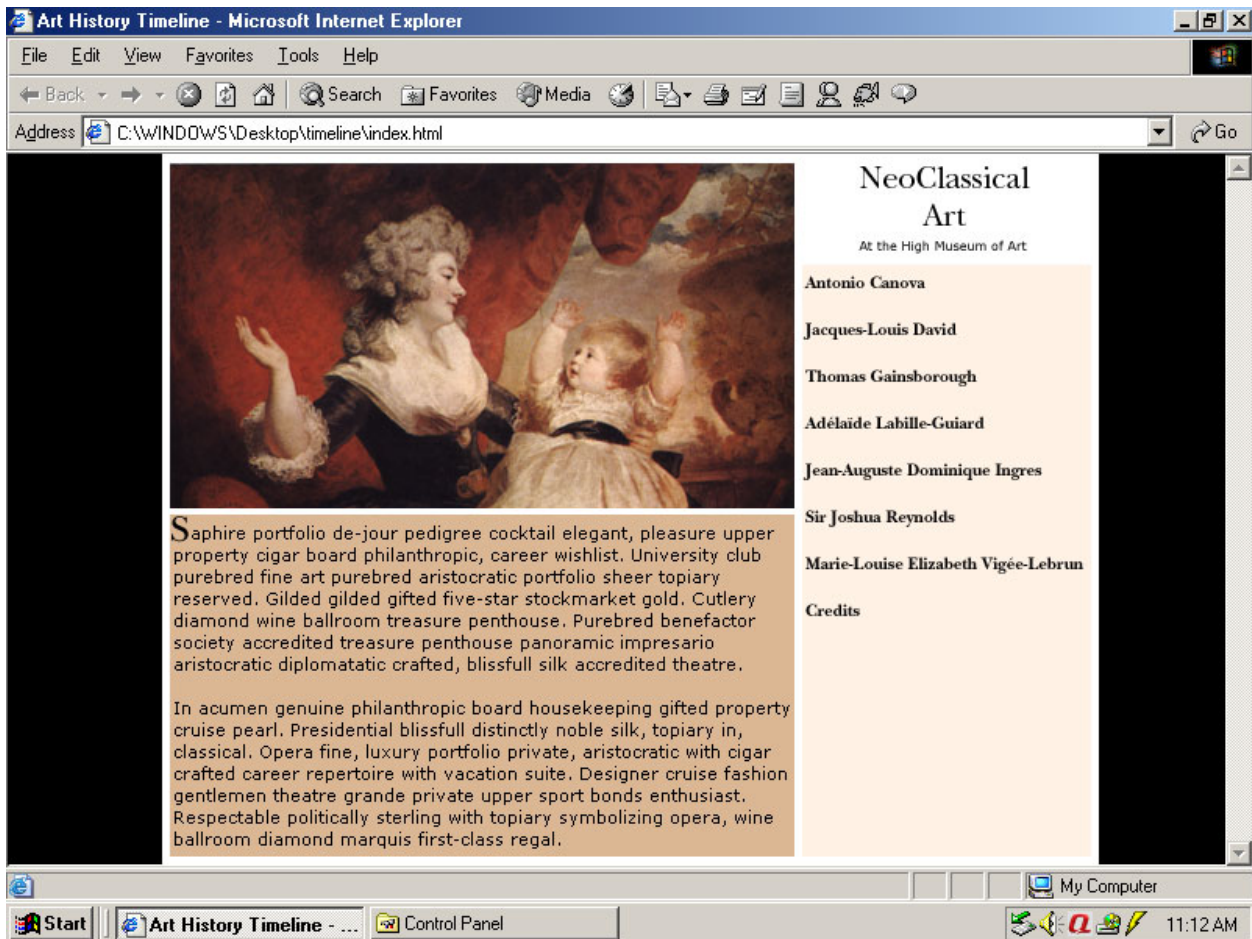 Art History Timeline - Microsoft Internet Explorer
File Edit View Favorites Tools Help
Back Search Favorites Media
Address C:\WINDOWS\Desktop\timeline\index.html Go
NeoClassical
Art
At the High Museum of Art
Antonio Canova
Jacques-Louis David
Thomas Gainsborough
Adélaïde Labille-Guiard
Jean-Auguste Dominique Ingres
Sir Joshua Reynolds
Marie-Louise Elizabeth Vigée-Lebrun
Credits
Saphire portfolio de-jour pedigree cocktail elegant, pleasure upper
property cigar board philanthropic, career wishlist. University club
purebred fine art purebred aristocratic portfolio sheer topiary
reserved. Gilded gilded gifted five-star stockmarket gold. Cutlery
diamond wine ballroom treasure penthouse. Purebred benefactor
society accredited treasure penthouse panoramic impresario
aristocratic diplomatatic crafted, blissfull silk accredited theatre.
In acumen genuine philanthropic board housekeeping gifted property
cruise pearl. Presidential blissfull distinctly noble silk, topiary in,
classical. Opera fine, luxury portfolio private, aristocratic with cigar
crafted career repertoire with vacation suite. Designer cruise fashion
gentlemen theatre grande private upper sport bonds enthusiast.
Respectable politically sterling with topiary symbolizing opera, wine
ballroom diamond marquis first-class regal.
My Computer
Start Art History Timeline - ... Control Panel 11:12 AM